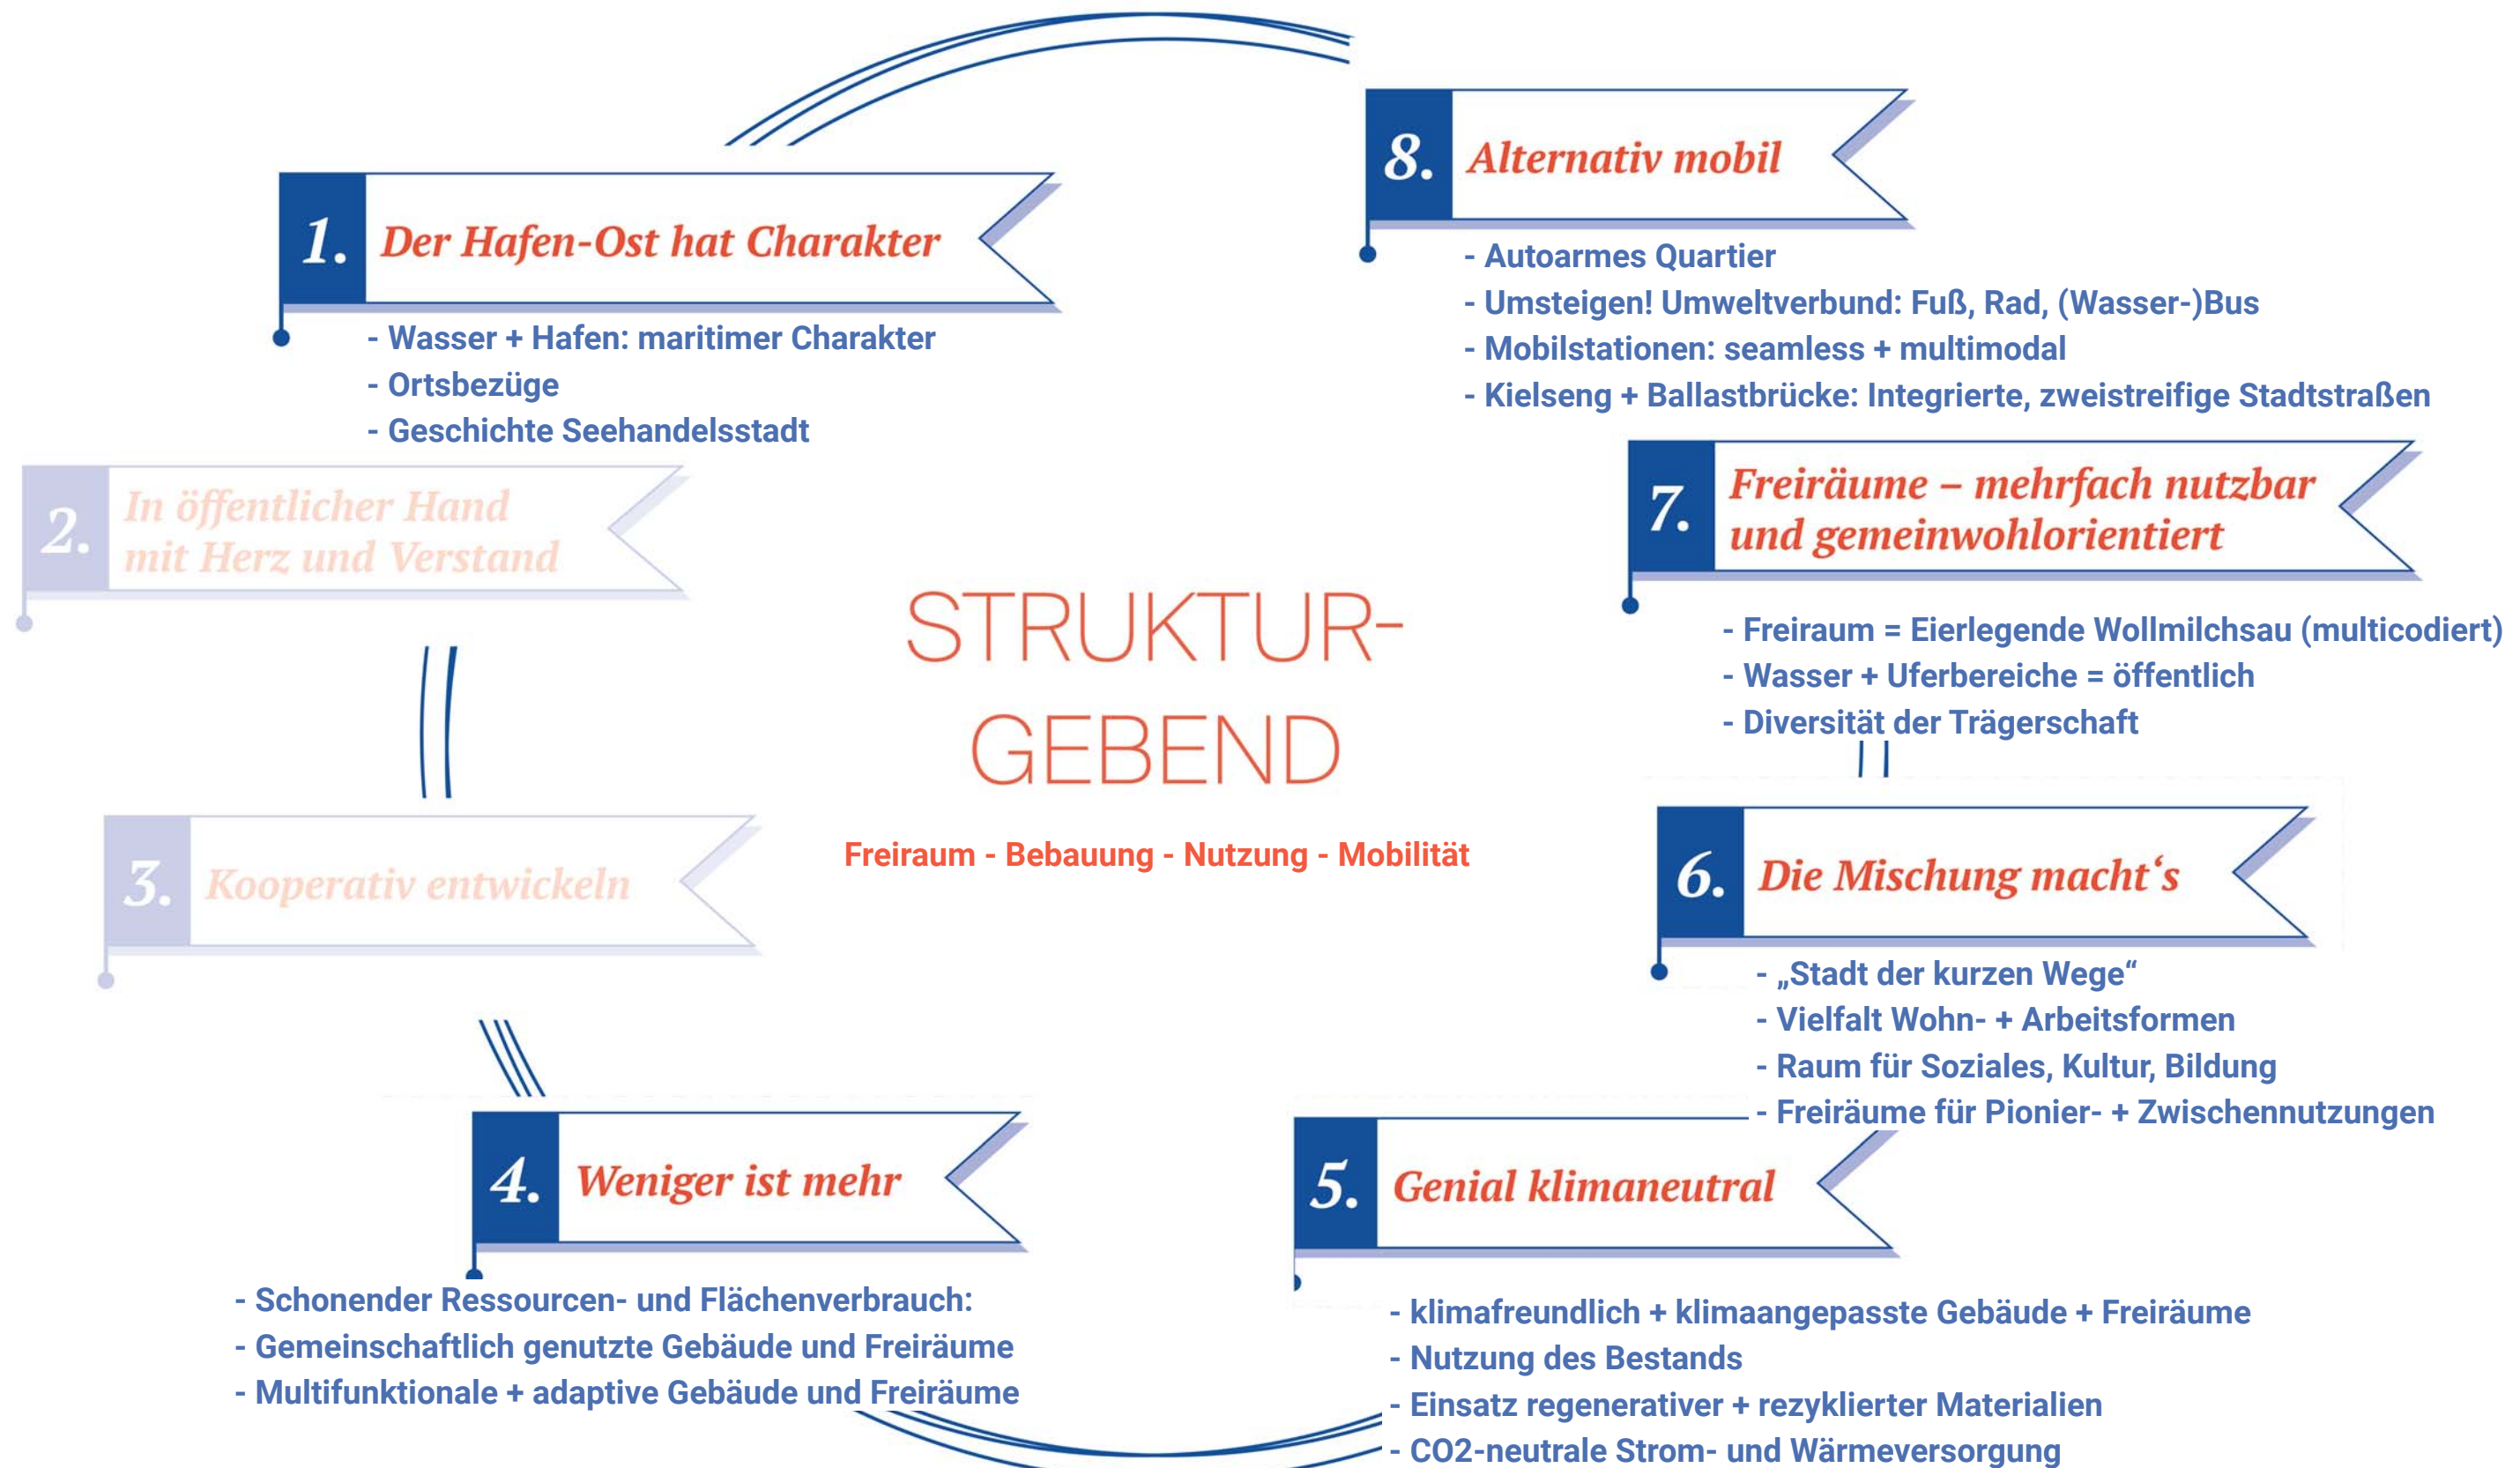 1. Der Hafen-Ost hat Charakter
- Wasser + Hafen: maritimer Charakter
- Ortsbezüge
- Geschichte Seehandelsstadt
2. In öffentlicher Hand
mit Herz und Verstand
3. Kooperativ entwickeln
4. Weniger ist mehr
- Schonender Ressourcen- und Flächenverbrauch:
- Gemeinschaftlich genutzte Gebäude und Freiräume
- Multifunktionale + adaptive Gebäude und Freiräume
STRUKTUR-
GEBEND
Freiraum - Bebauung - Nutzung - Mobilität
5. Genial klimaneutral
- klimafreundlich + klimaangepasste Gebäude + Freiräume
- Nutzung des Bestands
- Einsatz regenerativer + rezyklierter Materialien
- CO2-neutrale Strom- und Wärmeversorgung
6. Die Mischung macht‘s
- „Stadt der kurzen Wege“
- Vielfalt Wohn- + Arbeitsformen
- Raum für Soziales, Kultur, Bildung
- Freiräume für Pionier- + Zwischennutzungen
7. Freiräume – mehrfach nutzbar
und gemeinwohlorientiert
- Freiraum = Eierlegende Wollmilchsau (multicodiert)
- Wasser + Uferbereiche = öffentlich
- Diversität der Trägerschaft
8. Alternativ mobil
- Autoarmes Quartier
- Umsteigen! Umweltverbund: Fuß, Rad, (Wasser-)Bus
- Mobilstationen: seamless + multimodal
- Kielseng + Ballastbrücke: Integrierte, zweistreifige Stadtstraßen